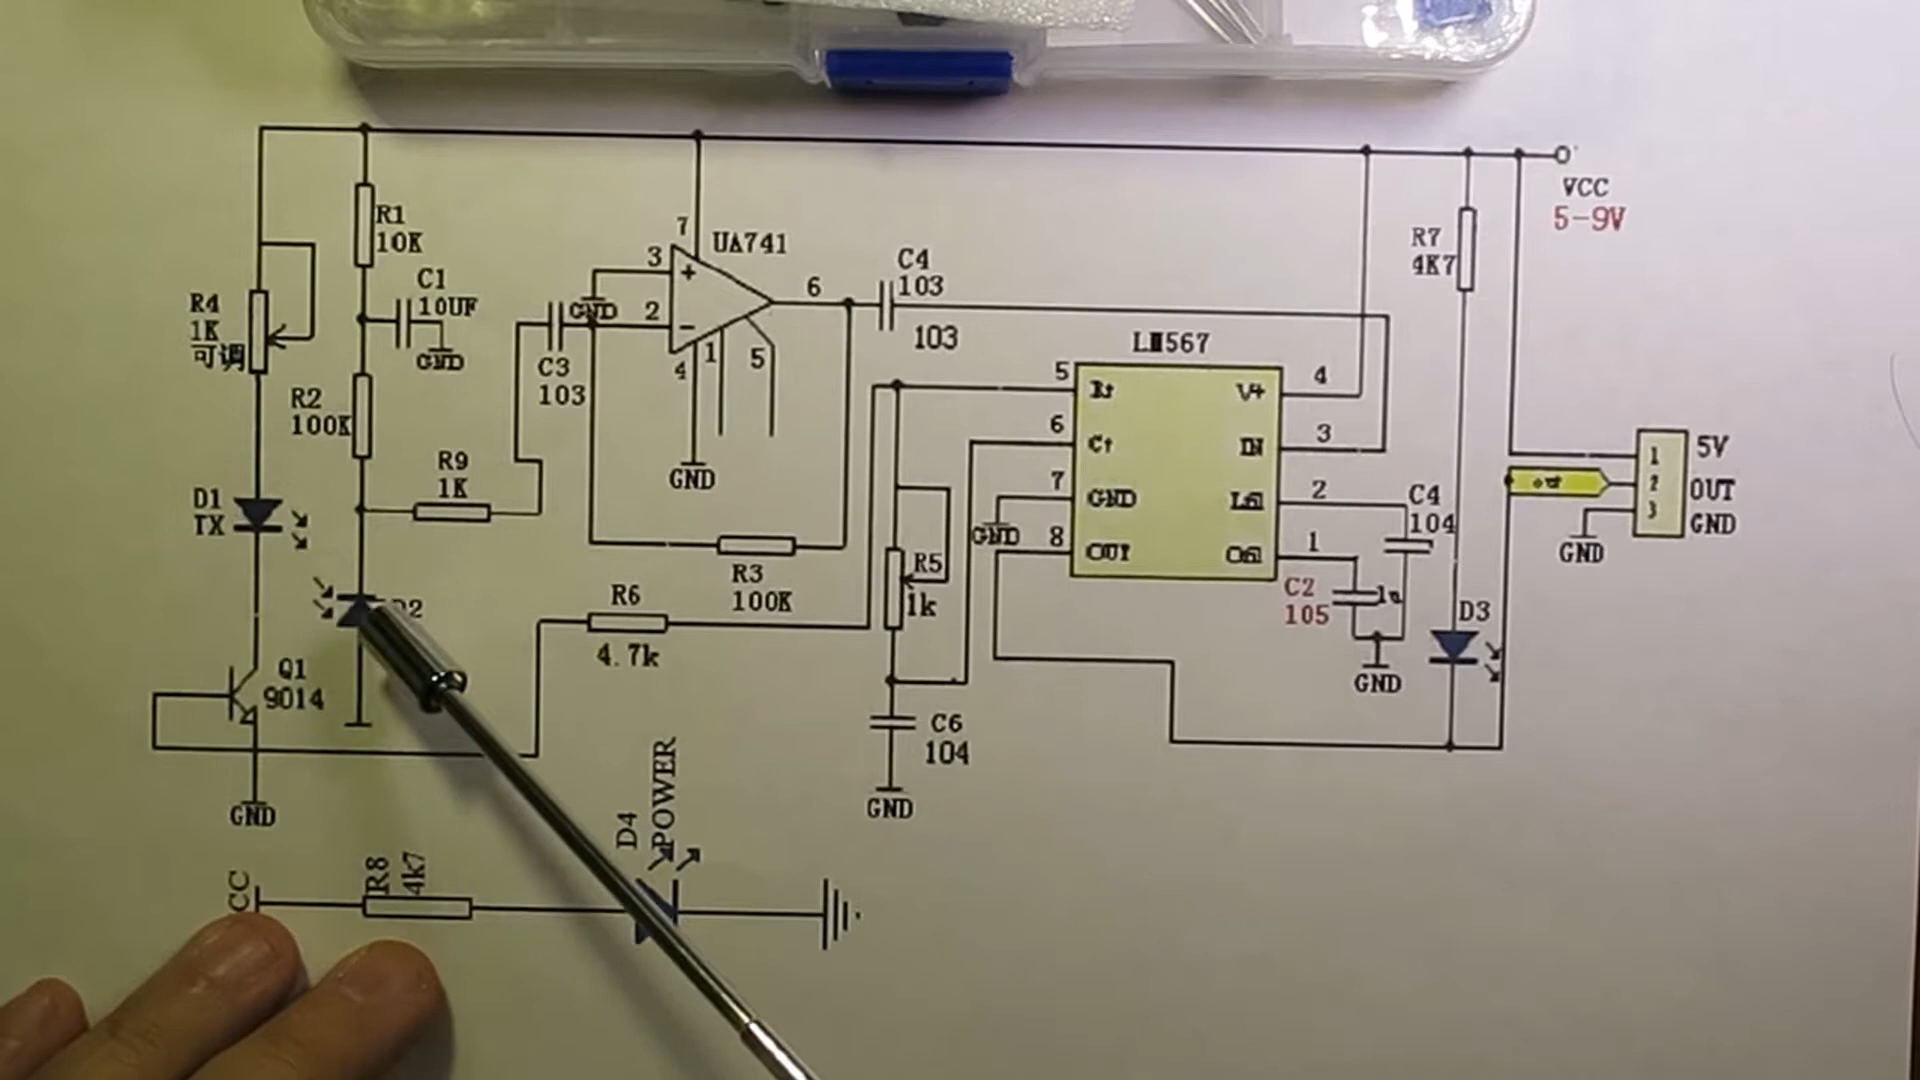 VCC
5-9V
R1
10K
C1
10UF
GND
R4
1K
可调
R2
100K
R9
1K
D1
TX
D2
Q1
9014
GND
7
UA741
3
+
2
-
6
4
1
5
GND
GND
C3
103
C4
103
103
R3
100K
R6
4.7k
R5
1k
C6
104
GND
LM567
5
Rt
6
Ct
7
GND
8
OUT
GND
V+
4
IN
3
2
1
C4
104
C2
105
1u
GND
R7
4K7
D3
out
1
2
3
5V
OUT
GND
GND
CC
R8
4k7
D4
POWER